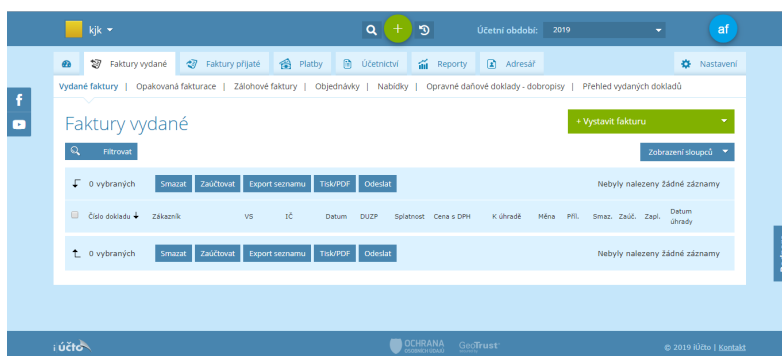 kjk
+
Účetní období: 2019
af
Faktury vydané Faktury přijaté Platby Účetnictví Reporty Adresář Nastavení
Vydané faktury | Opakovaná fakturace | Zálohové faktury | Objednávky | Nabídky | Opravné daňové doklady - dobropisy | Přehled vydaných dokladů
f
Faktury vydané
+ Vystavit fakturu
Filtrovat
Zobrazení sloupců
0 vybraných Smazat Zaúčtovat Export seznamu Tisk/PDF Odeslat Nebyly nalezeny žádné záznamy
Číslo dokladu Zákazník VS IČ Datum DUZP Splatnost Cena s DPH K úhradě Měna Příl. Smaz. Zaúč. Zapl. Datum
úhrady
0 vybraných Smazat Zaúčtovat Export seznamu Tisk/PDF Odeslat Nebyly nalezeny žádné záznamy
iÚčto
OCHRANA
OSOBNÍCH ÚDAJŮ
GeoTrust
© 2019 iÚčto | Kontakt